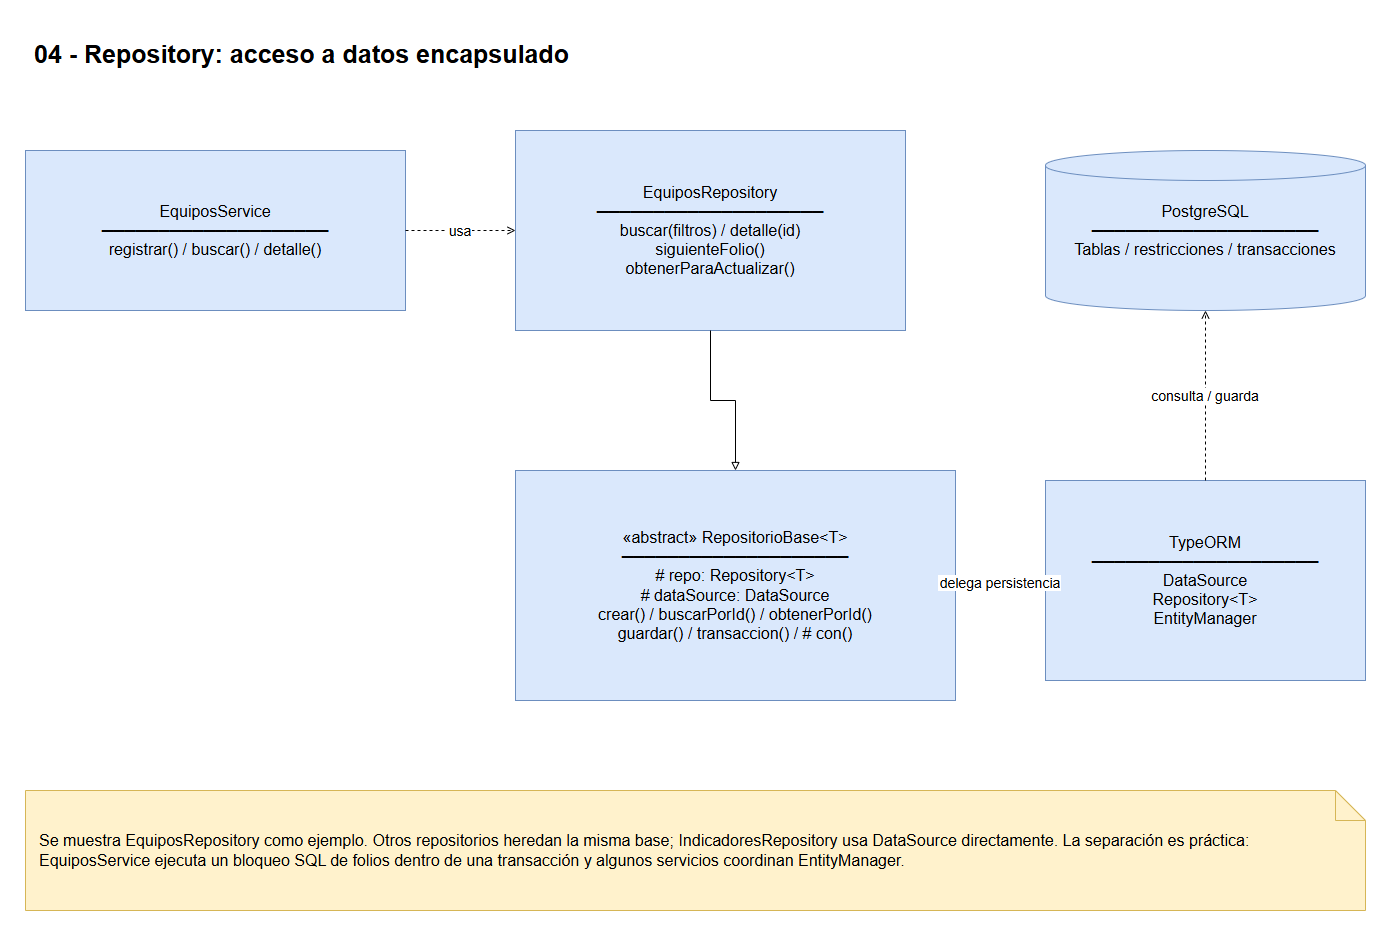 04 - Repository: acceso a datos encapsulado
EquiposService
registrar() / buscar() / detalle()
usa
EquiposRepository
buscar(filtros) / detalle(id)
siguienteFolio()
obtenerParaActualizar()
PostgreSQL
Tablas / restricciones / transacciones
consulta / guarda
«abstract» RepositorioBase<T>
# repo: Repository<T>
# dataSource: DataSource
crear() / buscarPorId() / obtenerPorId()
guardar() / transaccion() / # con()
delega persistencia
TypeORM
DataSource
Repository<T>
EntityManager
Se muestra EquiposRepository como ejemplo. Otros repositorios heredan la misma base; IndicadoresRepository usa DataSource directamente. La separación es práctica:
EquiposService ejecuta un bloqueo SQL de folios dentro de una transacción y algunos servicios coordinan EntityManager.